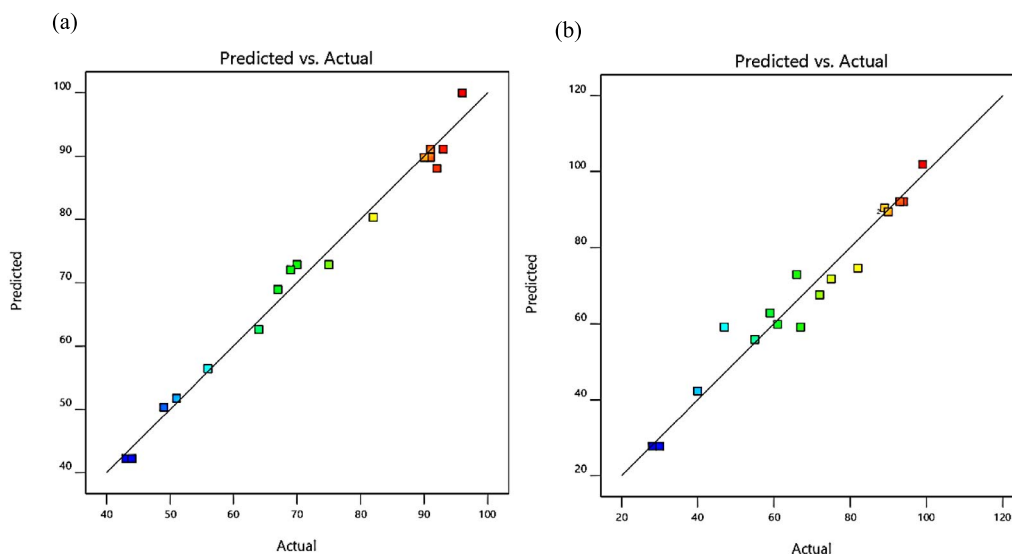 (a)
Predicted vs. Actual
100
90
80
70
60
50
40
Predicted
40 50 60 70 80 90 100
Actual
(b)
Predicted vs. Actual
120
100
80
60
40
20
Predicted
20 40 60 80 100 120
Actual